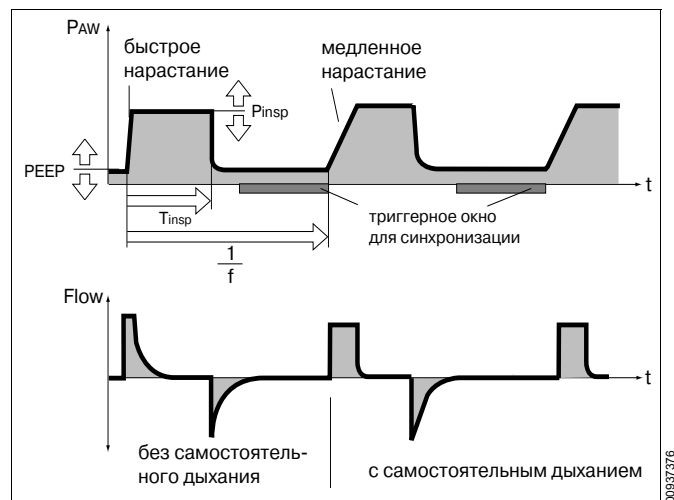 PAW
быстрое
нарастание
медленное
нарастание
Pinsp
PEEP
t
Tinsp
триггерное окно
для синхронизации
1
f
Flow
t
без самостоятель-
ного дыхания
с самостоятельным дыханием
00937376